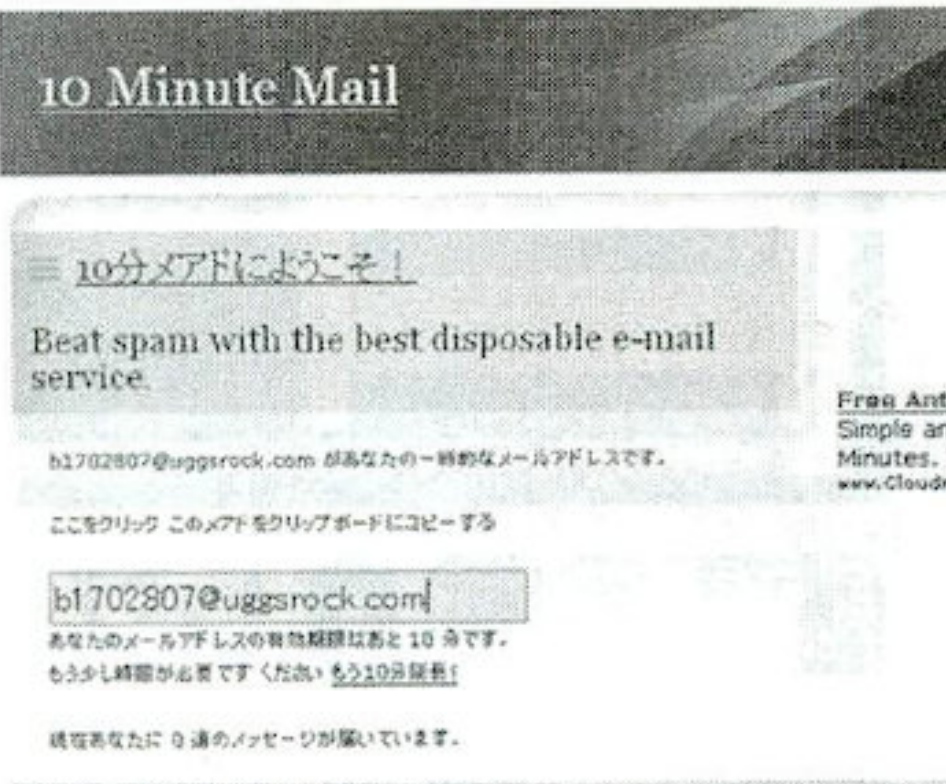 10 Minute Mail
10分メアドにようこそ！
Beat spam with the best disposable e-mail
service.
b1702807@uggsrock.com があなたの一時的なメールアドレスです。
ここをクリック このメアドをクリップボードにコピーする
b1702807@uggsrock.com
あなたのメールアドレスの有効期限はあと 10 分です。
もう少し時間が必要です ください もう10分延長!
現在あなたに 0 通のメッセージが届いています。
Free Ant
Simple an
Minutes.
www.Cloud